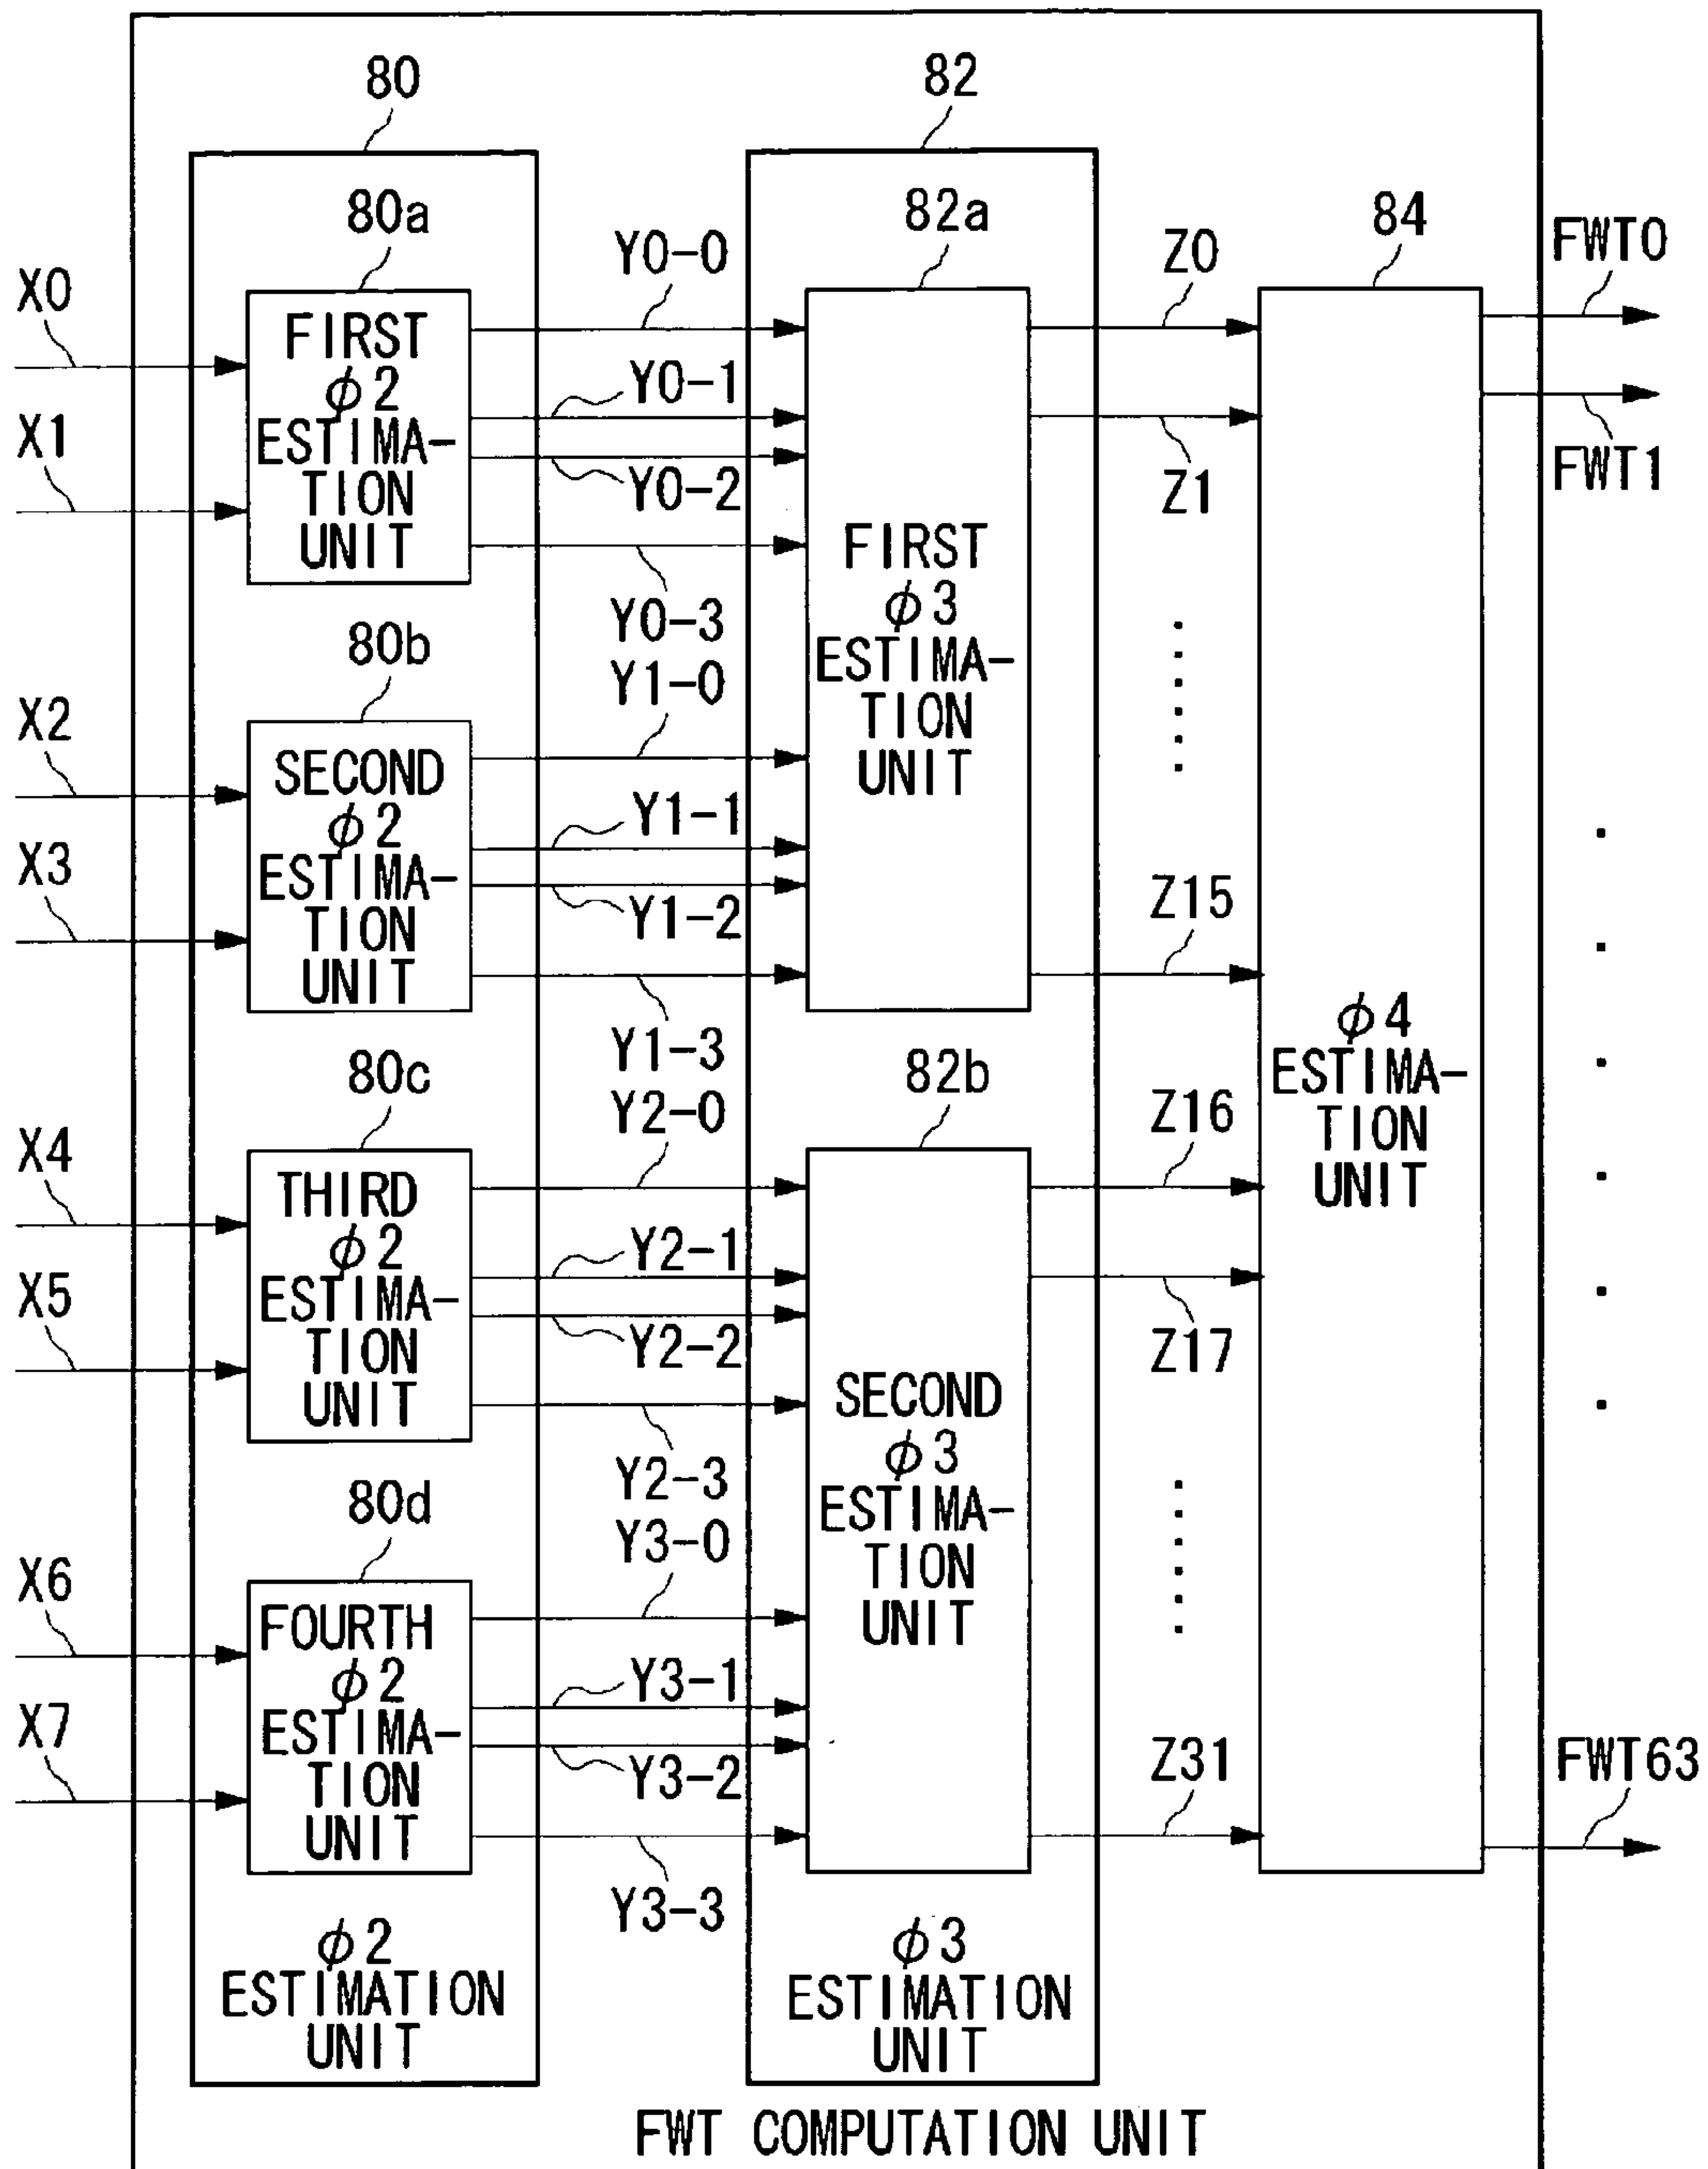 80
82
80a
82a
84
Y0-0
Z0
FWT0
X0
FIRST
φ2
ESTIMA-
TION
UNIT
Y0-1
X1
Y0-2
Z1
FWT1
FIRST
φ3
ESTIMA-
TION
UNIT
Y0-3
80b
Y1-0
X2
SECOND
φ2
ESTIMA-
TION
UNIT
Y1-1
X3
Y1-2
Z15
φ4
ESTIMA-
TION
UNIT
Y1-3
80c
82b
Y2-0
Z16
X4
THIRD
φ2
ESTIMA-
TION
UNIT
Y2-1
X5
Y2-2
Z17
SECOND
φ3
ESTIMA-
TION
UNIT
Y2-3
80d
Y3-0
X6
FOURTH
φ2
ESTIMA-
TION
UNIT
Y3-1
X7
Y3-2
Z31
FWT63
Y3-3
φ2
ESTIMATION
UNIT
φ3
ESTIMATION
UNIT
FWT COMPUTATION UNIT